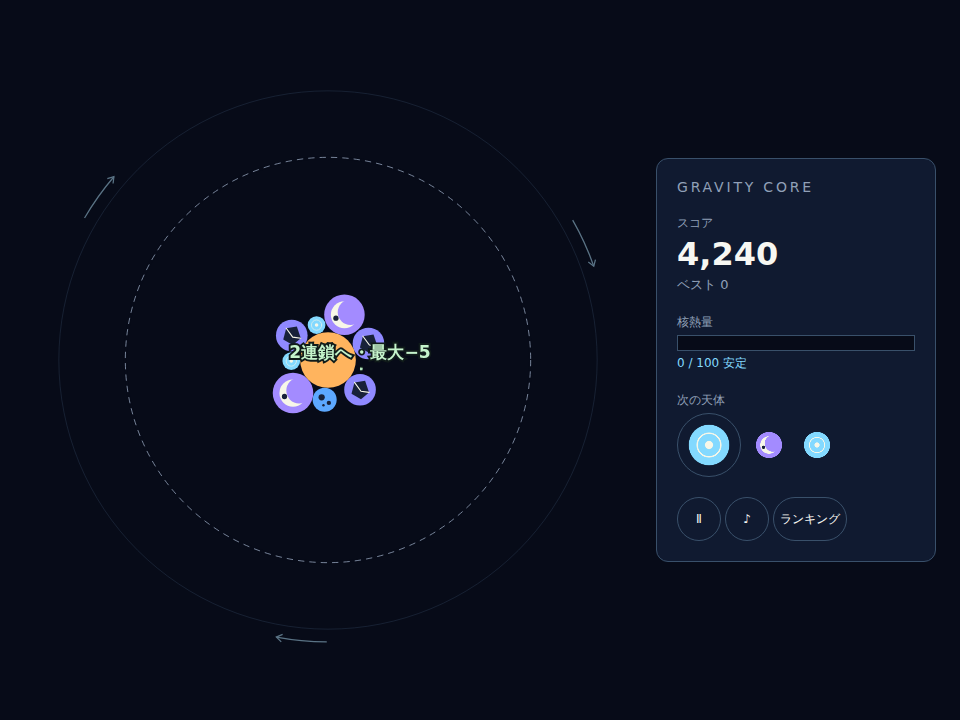 2連鎖へ・最大−5
GRAVITY CORE
スコア
4,240
ベスト 0
核熱量
0 / 100 安定
次の天体
Ⅱ
♪
ランキング